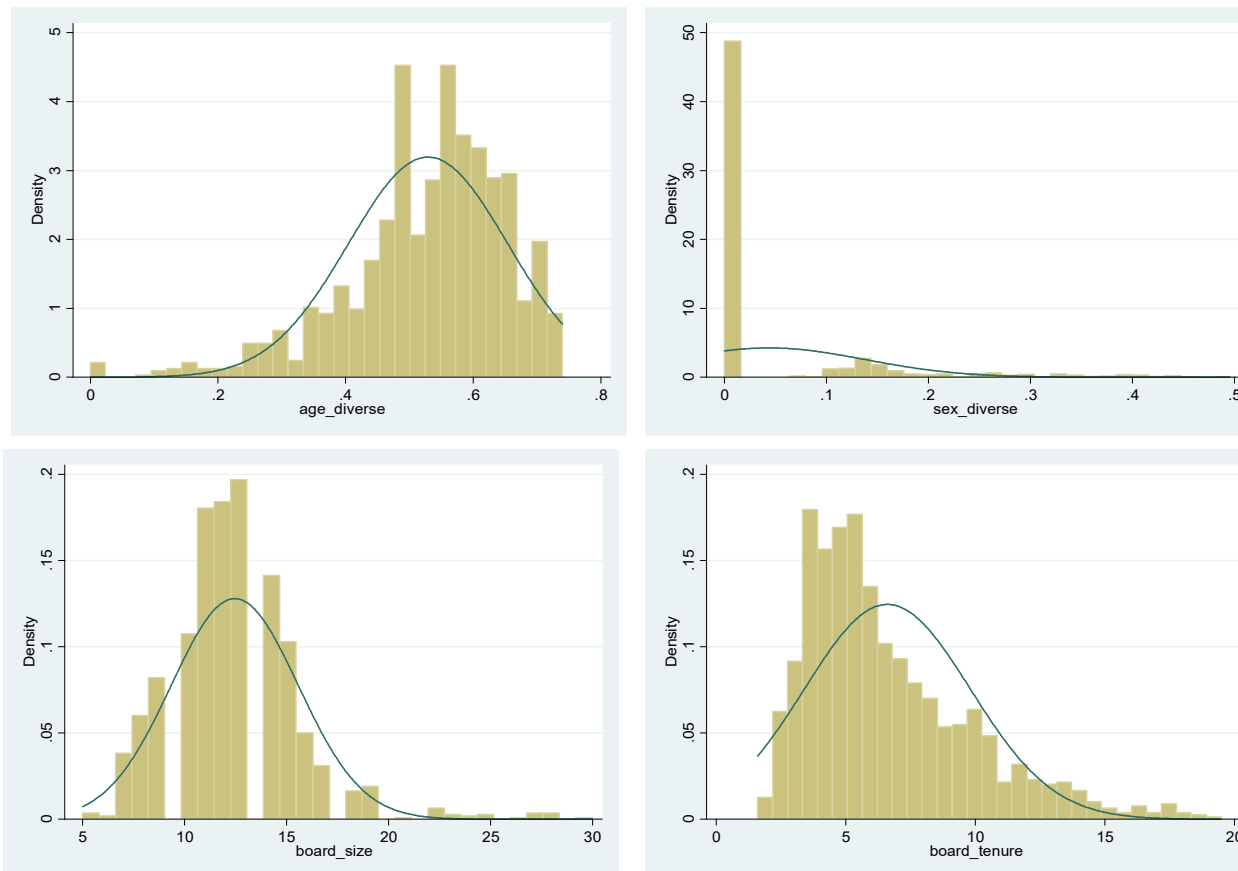 5
4
3
2
1
0
Density
0 .2 .4 .6 .8
age_diverse
50
40
30
20
10
0
Density
0 .1 .2 .3 .4 .5
sex_diverse
.2
.15
.1
.05
0
Density
5 10 15 20 25 30
board_size
.2
.15
.1
.05
0
Density
0 5 10 15 20
board_tenure